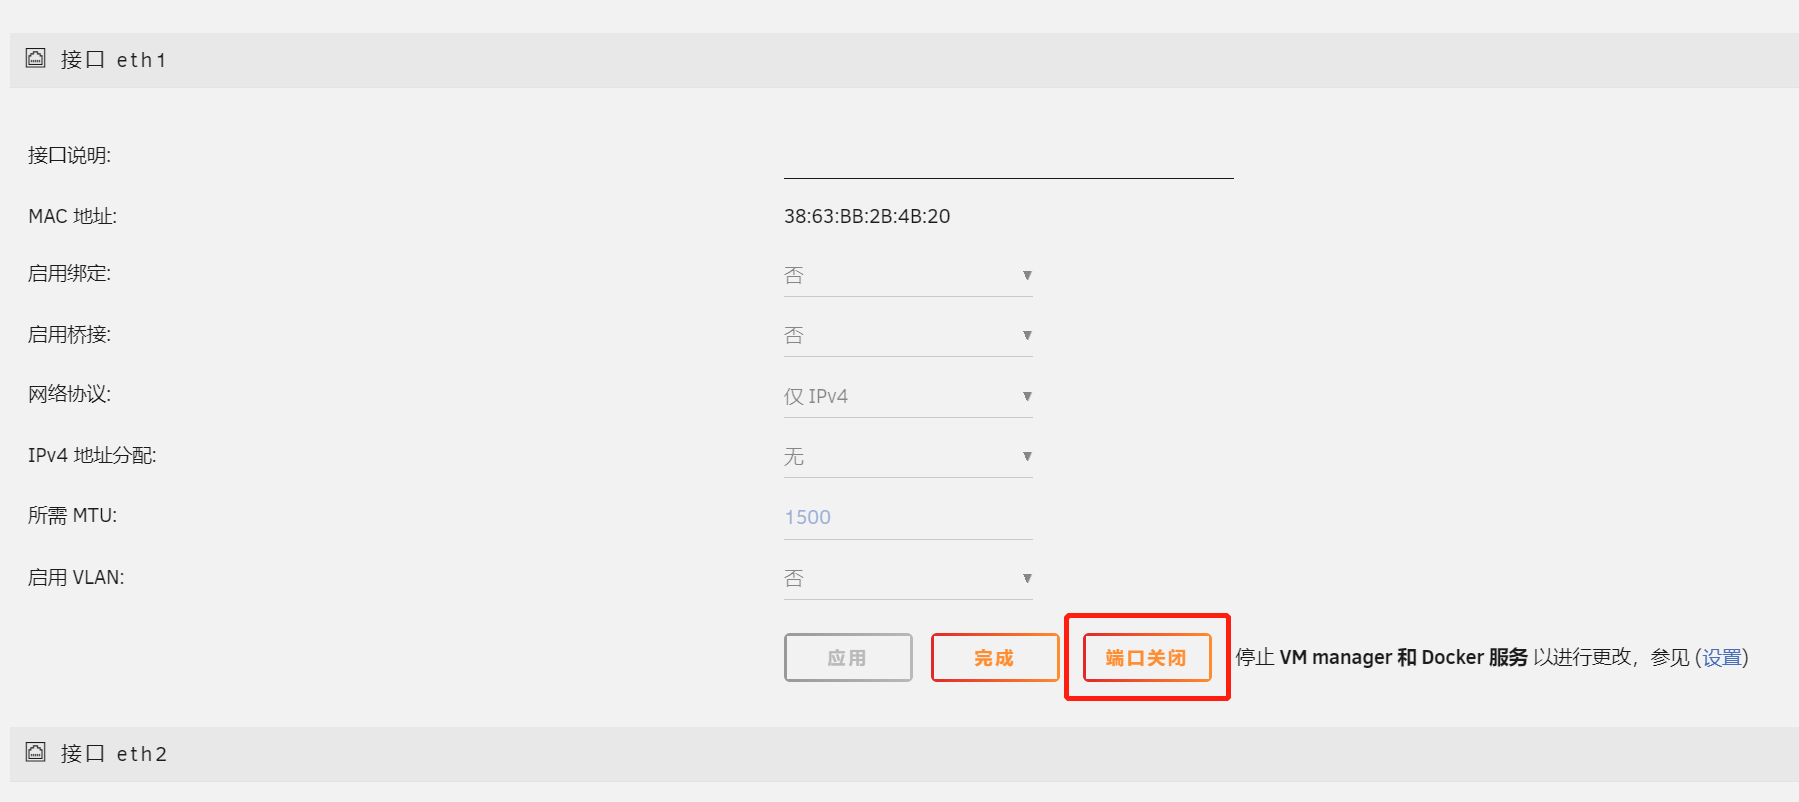 接口 eth1
接口说明:
MAC 地址: 38:63:BB:2B:4B:20
启用绑定: 否
启用桥接: 否
网络协议: 仅 IPv4
IPv4 地址分配: 无
所需 MTU: 1500
启用 VLAN: 否
应用 完成 端口关闭 停止 VM manager 和 Docker 服务 以进行更改，参见 (设置)
接口 eth2